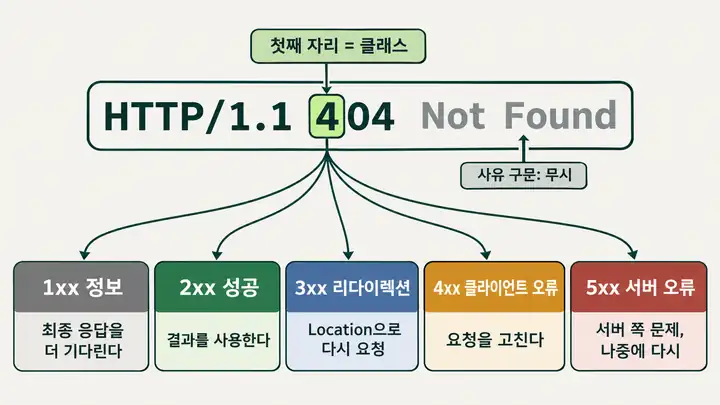 첫째 자리 = 클래스
HTTP/1.1 404 Not Found
사유 구문: 무시
1xx 정보
최종 응답을
더 기다린다
2xx 성공
결과를 사용한다
3xx 리다이렉션
Location으로
다시 요청
4xx 클라이언트 오류
요청을 고친다
5xx 서버 오류
서버 쪽 문제,
나중에 다시